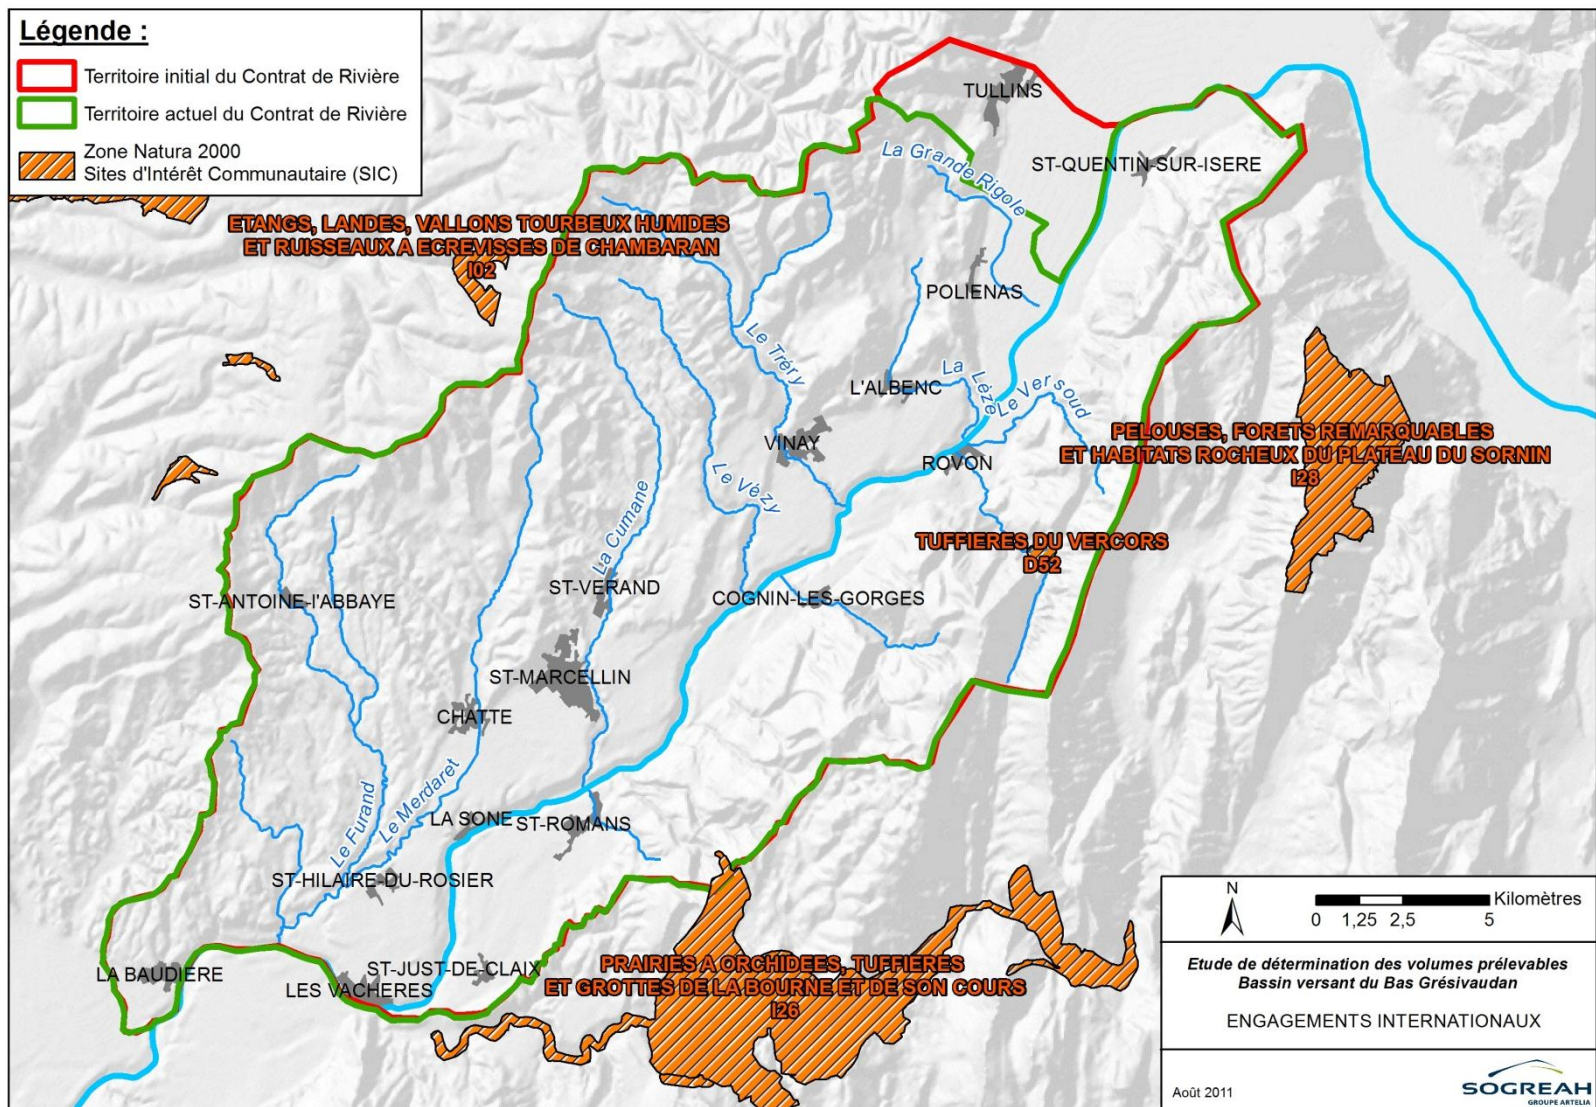 Légende :
Territoire initial du Contrat de Rivière
Territoire actuel du Contrat de Rivière
Zone Natura 2000
Sites d'Intérêt Communautaire (SIC)
TULLINS
La Grande Rigole
ST-QUENTIN-SUR-ISERE
ETANGS, LANDES, VALLONS TOURBEUX HUMIDES
ET RUISSEAUX A ECREVISSES DE CHAMBARAN
I02
POLIENAS
Le Tréry
L'ALBENC
La Lèze
Le Versoud
VINAY
ROVON
PELOUSES, FORETS REMARQUABLES
ET HABITATS ROCHEUX DU PLATEAU DU SORNIN
I28
Le Vézy
La Cumane
TUFFIERES DU VERCORS
D52
ST-VERAND
ST-ANTOINE-l'ABBAYE
COGNIN-LES-GORGES
ST-MARCELLIN
CHATTE
Le Furand
Le Merdaret
LA SONE
ST-ROMANS
ST-HILAIRE-DU-ROSIER
LA BAUDIERE
ST-JUST-DE-CLAIX
LES VACHERES
PRAIRIES A ORCHIDEES, TUFFIERES
ET GROTTES DE LA BOURNE ET DE SON COURS
I26
N
Kilomètres
0 1,25 2,5 5
Etude de détermination des volumes prélevables
Bassin versant du Bas Grésivaudan
ENGAGEMENTS INTERNATIONAUX
Août 2011
SOGREAH
GROUPE ARTELIA